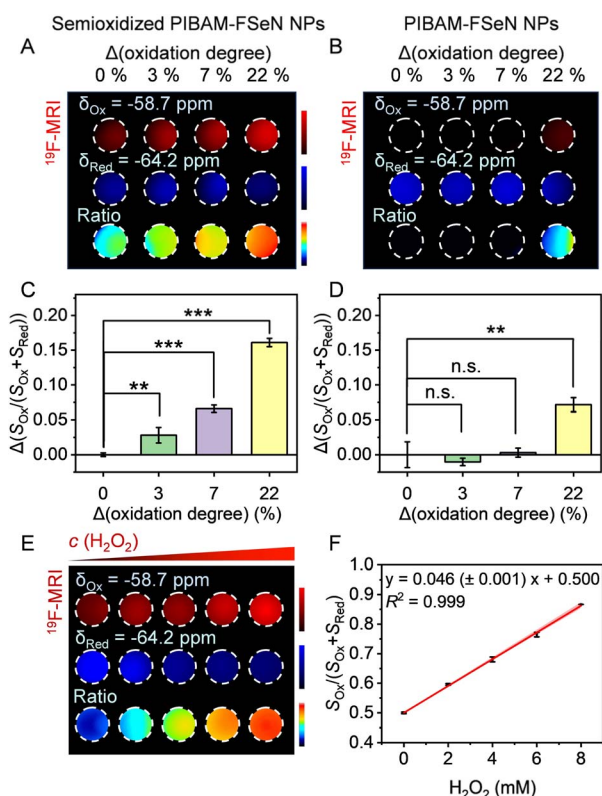 Semioxidized PIBAM-FSeN NPs
PIBAM-FSeN NPs
A
Δ(oxidation degree)
0 % 3 % 7 % 22 %
¹⁹F-MRI
δOx = -58.7 ppm
δRed = -64.2 ppm
Ratio
B
Δ(oxidation degree)
0 % 3 % 7 % 22 %
¹⁹F-MRI
δOx = -58.7 ppm
δRed = -64.2 ppm
Ratio
C
Δ(SOx/(SOx+SRed))
0.20
0.15
0.10
0.05
0.00
***
***
**
0 3 7 22
Δ(oxidation degree) (%)
D
Δ(SOx/(SOx+SRed))
0.20
0.15
0.10
0.05
0.00
**
n.s.
n.s.
0 3 7 22
Δ(oxidation degree) (%)
E
c (H₂O₂)
¹⁹F-MRI
δOx = -58.7 ppm
δRed = -64.2 ppm
Ratio
F
SOx/(SOx+SRed)
1.0
0.9
0.8
0.7
0.6
0.5
0.4
y = 0.046 (± 0.001) x + 0.500
R² = 0.999
0 2 4 6 8
H₂O₂ (mM)